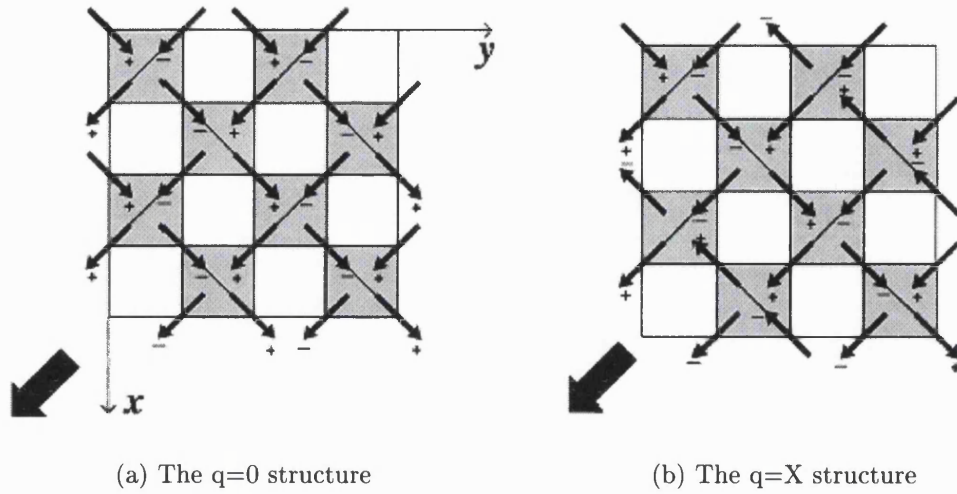 y
x
(a) The q=0 structure
(b) The q=X structure